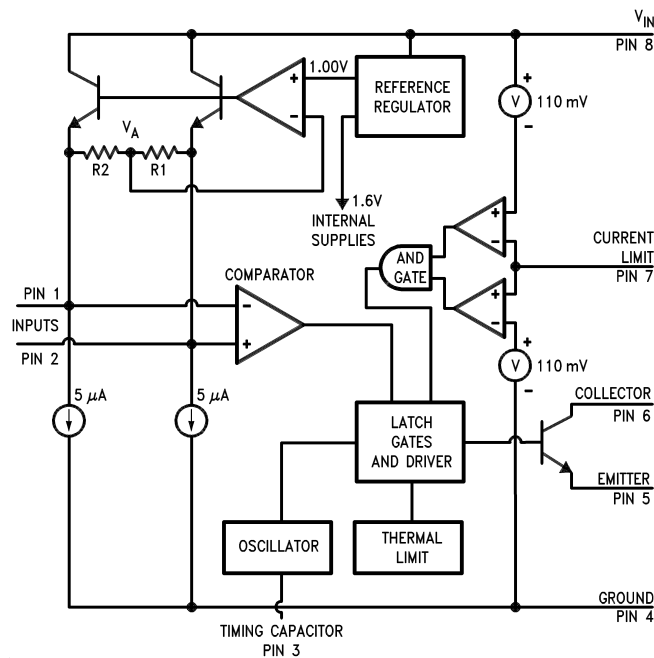 V_IN
PIN 8
1.00V
+
−
REFERENCE
REGULATOR
+
V
110 mV
−
V_A
R2
R1
1.6V
INTERNAL
SUPPLIES
+
−
AND
GATE
CURRENT
LIMIT
PIN 7
COMPARATOR
PIN 1
−
+
−
INPUTS
PIN 2
+
+
V
110 mV
−
5 μA
5 μA
COLLECTOR
PIN 6
LATCH
GATES
AND DRIVER
EMITTER
PIN 5
OSCILLATOR
THERMAL
LIMIT
GROUND
PIN 4
TIMING CAPACITOR
PIN 3